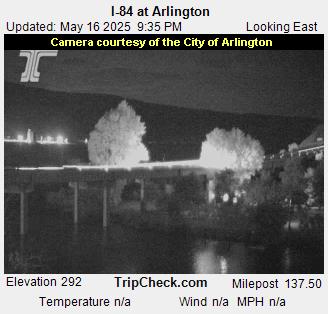 I-84 at Arlington
Updated: May 16 2025 9:35 PM Looking East
Camera courtesy of the City of Arlington
Elevation 292 TripCheck.com Milepost 137.50
Temperature n/a Wind n/a MPH n/a